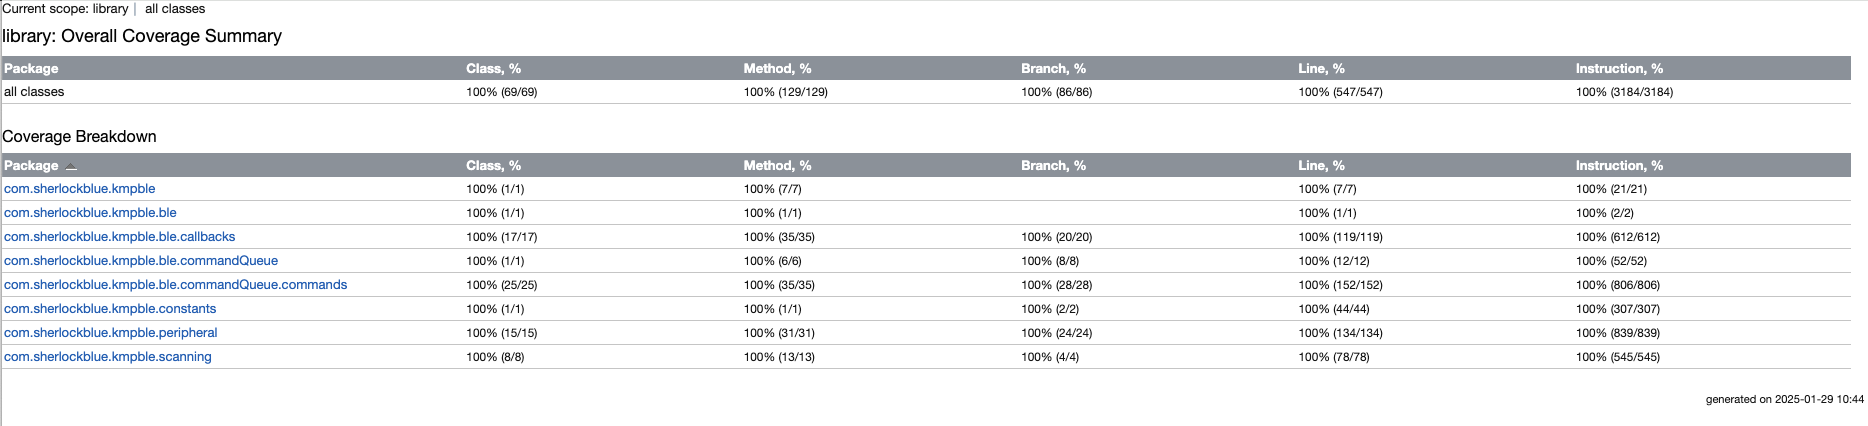 Current scope: library | all classes
library: Overall Coverage Summary
Package Class, % Method, % Branch, % Line, % Instruction, %
all classes 100% (69/69) 100% (129/129) 100% (86/86) 100% (547/547) 100% (3184/3184)
Coverage Breakdown
Package Class, % Method, % Branch, % Line, % Instruction, %
com.sherlockblue.kmpble 100% (1/1) 100% (7/7) 100% (7/7) 100% (21/21)
com.sherlockblue.kmpble.ble 100% (1/1) 100% (1/1) 100% (1/1) 100% (2/2)
com.sherlockblue.kmpble.ble.callbacks 100% (17/17) 100% (35/35) 100% (20/20) 100% (119/119) 100% (612/612)
com.sherlockblue.kmpble.ble.commandQueue 100% (1/1) 100% (6/6) 100% (8/8) 100% (12/12) 100% (52/52)
com.sherlockblue.kmpble.ble.commandQueue.commands 100% (25/25) 100% (35/35) 100% (28/28) 100% (152/152) 100% (806/806)
com.sherlockblue.kmpble.constants 100% (1/1) 100% (1/1) 100% (2/2) 100% (44/44) 100% (307/307)
com.sherlockblue.kmpble.peripheral 100% (15/15) 100% (31/31) 100% (24/24) 100% (134/134) 100% (839/839)
com.sherlockblue.kmpble.scanning 100% (8/8) 100% (13/13) 100% (4/4) 100% (78/78) 100% (545/545)
generated on 2025-01-29 10:44